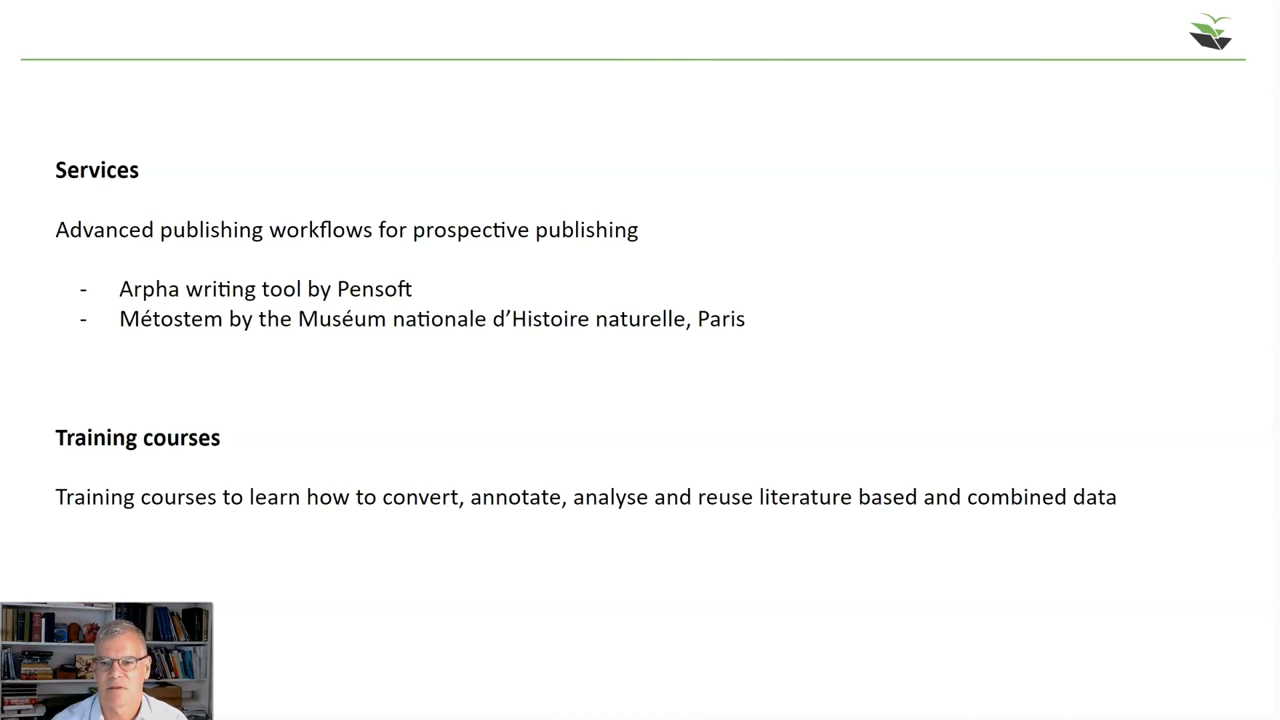 Services
Advanced publishing workflows for prospective publishing
- Arpha writing tool by Pensoft
- Métostem by the Muséum nationale d’Histoire naturelle, Paris
Training courses
Training courses to learn how to convert, annotate, analyse and reuse literature based and combined data